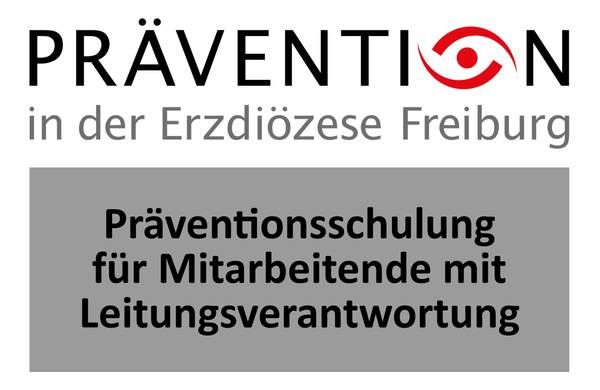 PRÄVENTION
in der Erzdiözese Freiburg
Präventionsschulung
für Mitarbeitende mit
Leitungsverantwortung